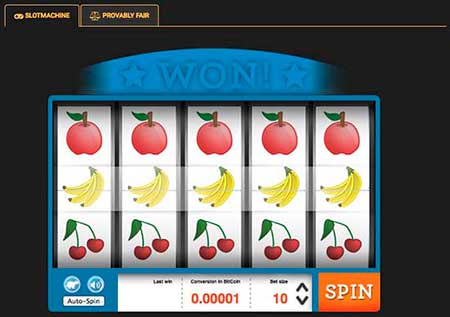 SLOTMACHINE
PROVABLY FAIR
★ WON! ★
Last win
Conversion in BitCoin
Bet size
0.00001
10
SPIN
Auto-Spin